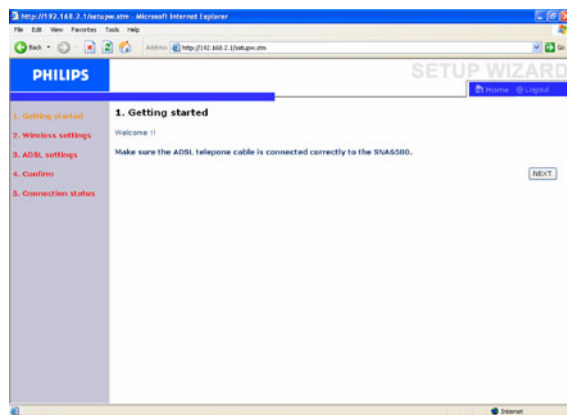 http://192.168.2.1/setupw.stm - Microsoft Internet Explorer
File Edit View Favorites Tools Help
Back
Address http://192.168.2.1/setupw.stm Go
PHILIPS
SETUP WIZARD
Home Logout
1. Getting started
2. Wireless settings
3. ADSL settings
4. Confirm
5. Connection status
1. Getting started
Welcome !!
Make sure the ADSL telepone cable is connected correctly to the SNA6500.
NEXT
Internet